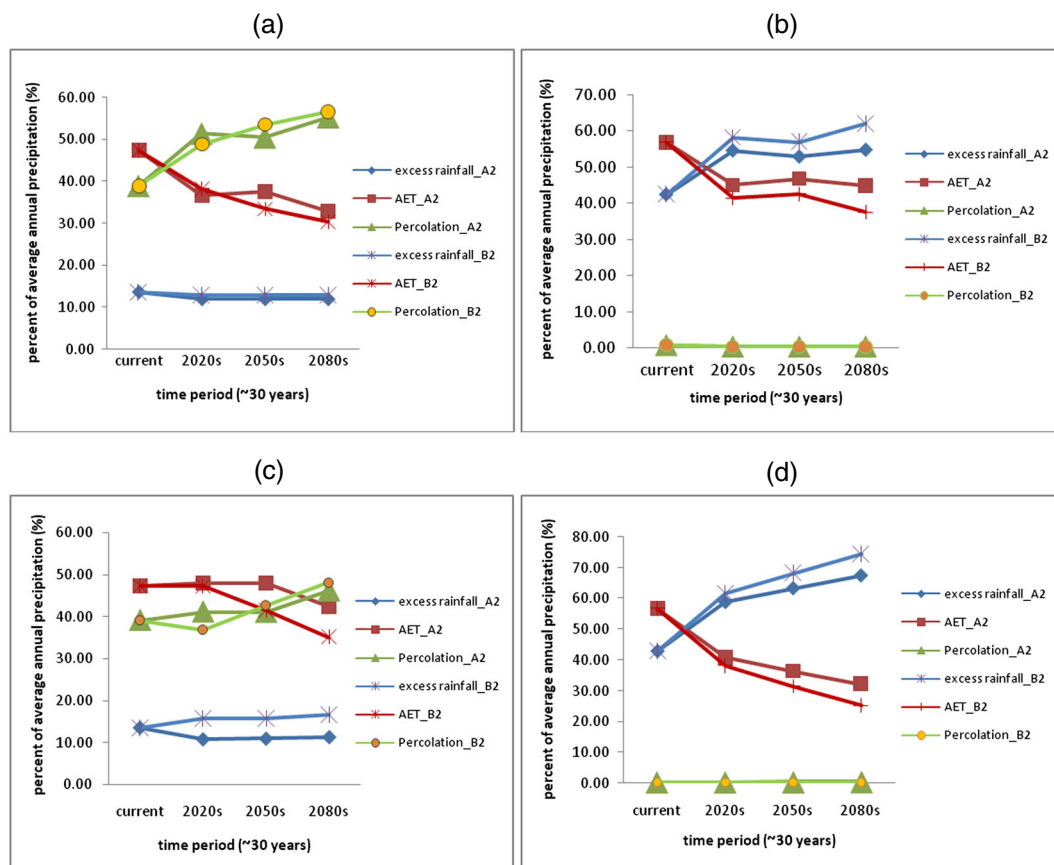 (a)
percent of average annual precipitation (%)
60.00
50.00
40.00
30.00
20.00
10.00
0.00
current 2020s 2050s 2080s
time period (~30 years)
excess rainfall_A2
AET_A2
Percolation_A2
excess rainfall_B2
AET_B2
Percolation_B2
(b)
percent of average annual precipitation (%)
70.00
60.00
50.00
40.00
30.00
20.00
10.00
0.00
current 2020s 2050s 2080s
time period (~30 years)
excess rainfall_A2
AET_A2
Percolation_A2
excess rainfall_B2
AET_B2
Percolation_B2
(c)
percent of average annual precipitation (%)
60.00
50.00
40.00
30.00
20.00
10.00
0.00
current 2020s 2050s 2080s
time period (~30 years)
excess rainfall_A2
AET_A2
Percolation_A2
excess rainfall_B2
AET_B2
Percolation_B2
(d)
percent of average annual precipitation (%)
80.00
70.00
60.00
50.00
40.00
30.00
20.00
10.00
0.00
current 2020s 2050s 2080s
time period (~30 years)
excess rainfall_A2
AET_A2
Percolation_A2
excess rainfall_B2
AET_B2
Percolation_B2